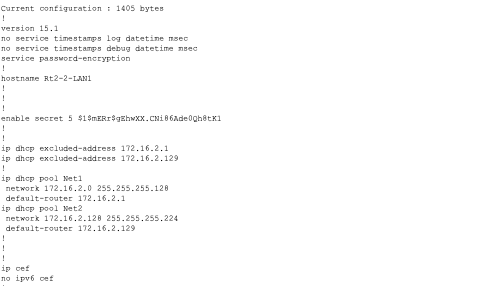 Current configuration : 1405 bytes
!
version 15.1
no service timestamps log datetime msec
no service timestamps debug datetime msec
service password-encryption
!
hostname Rt2-2-LAN1
!
!
!
enable secret 5 $1$mERr$gEhwXX.CNi86Ade0Qh8tK1
!
!
ip dhcp excluded-address 172.16.2.1
ip dhcp excluded-address 172.16.2.129
!
ip dhcp pool Net1
 network 172.16.2.0 255.255.255.128
 default-router 172.16.2.1
ip dhcp pool Net2
 network 172.16.2.128 255.255.255.224
 default-router 172.16.2.129
!
!
!
ip cef
no ipv6 cef